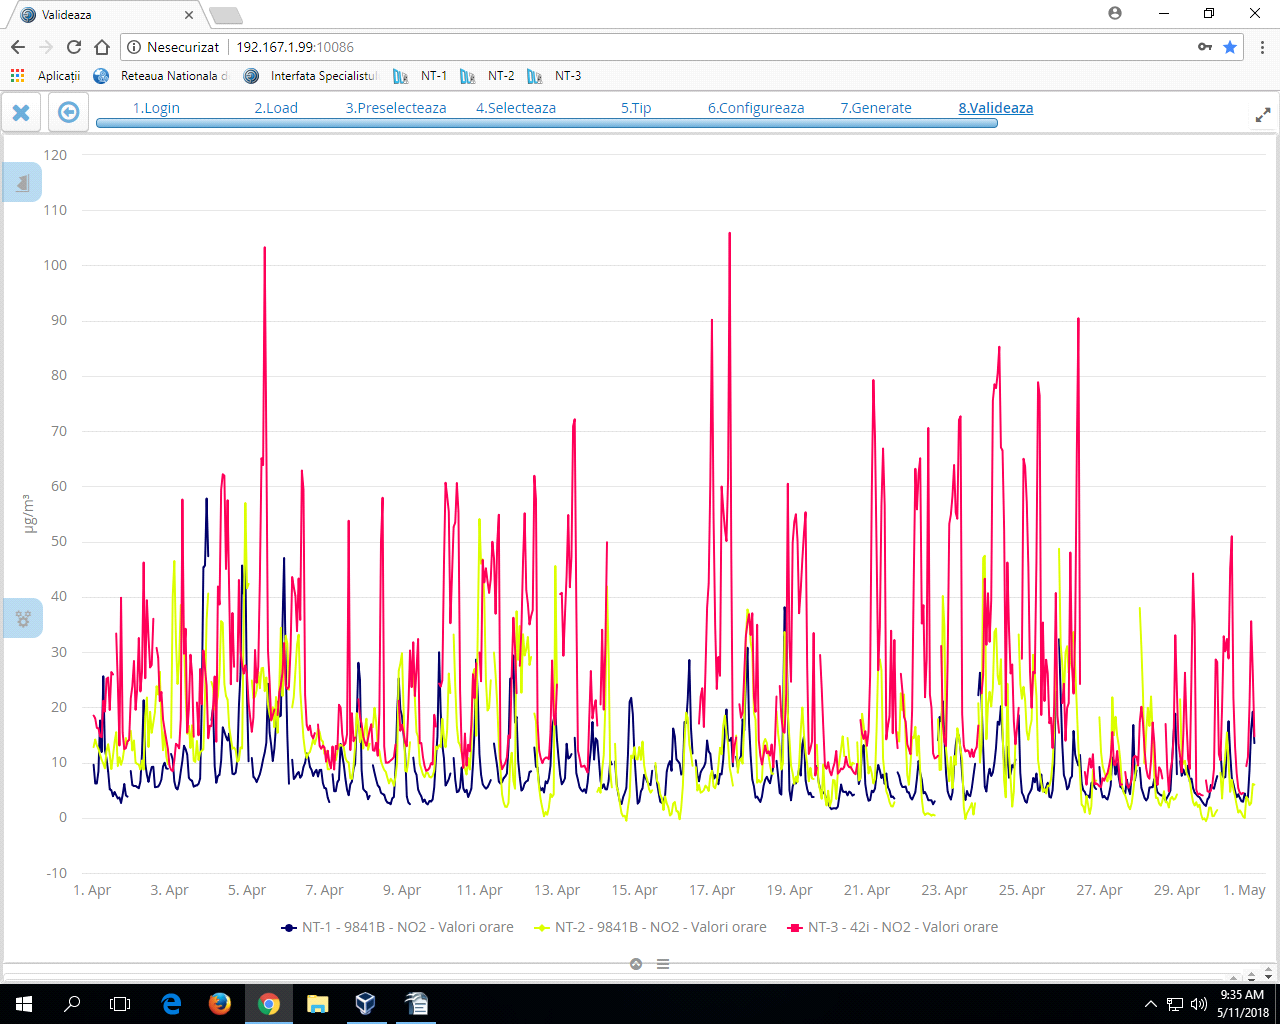 Valideaza
Nesecurizat 192.167.1.99:10086
Aplicații Reteaua Nationala d Interfata Specialistul NT-1 NT-2 NT-3
1.Login 2.Load 3.Preselecteaza 4.Selecteaza 5.Tip 6.Configureaza 7.Generate 8.Valideaza
120
110
100
90
80
70
60
50
40
30
20
10
0
-10
µg/m³
1. Apr 3. Apr 5. Apr 7. Apr 9. Apr 11. Apr 13. Apr 15. Apr 17. Apr 19. Apr 21. Apr 23. Apr 25. Apr 27. Apr 29. Apr 1. May
NT-1 - 9841B - NO2 - Valori orare NT-2 - 9841B - NO2 - Valori orare NT-3 - 42i - NO2 - Valori orare
9:35 AM
5/11/2018